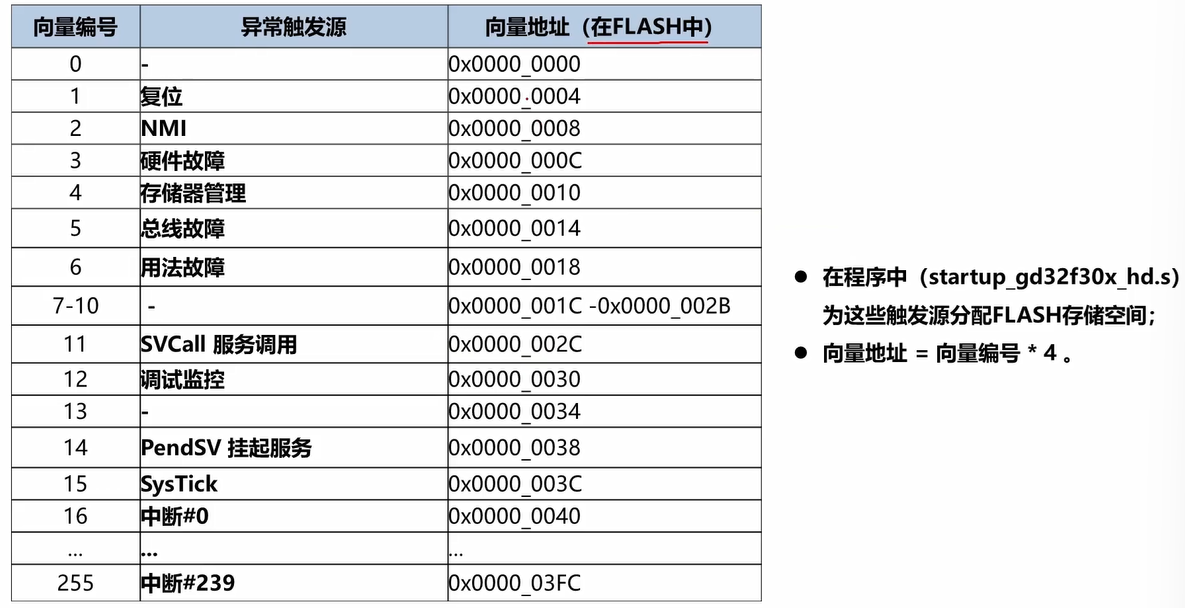 向量编号 异常触发源 向量地址（在FLASH中）
0 - 0x0000_0000
1 复位 0x0000_0004
2 NMI 0x0000_0008
3 硬件故障 0x0000_000C
4 存储器管理 0x0000_0010
5 总线故障 0x0000_0014
6 用法故障 0x0000_0018
7-10 - 0x0000_001C -0x0000_002B
11 SVCall 服务调用 0x0000_002C
12 调试监控 0x0000_0030
13 - 0x0000_0034
14 PendSV 挂起服务 0x0000_0038
15 SysTick 0x0000_003C
16 中断#0 0x0000_0040
... ... ...
255 中断#239 0x0000_03FC
● 在程序中（startup_gd32f30x_hd.s）
为这些触发源分配FLASH存储空间；
● 向量地址 = 向量编号 * 4 。